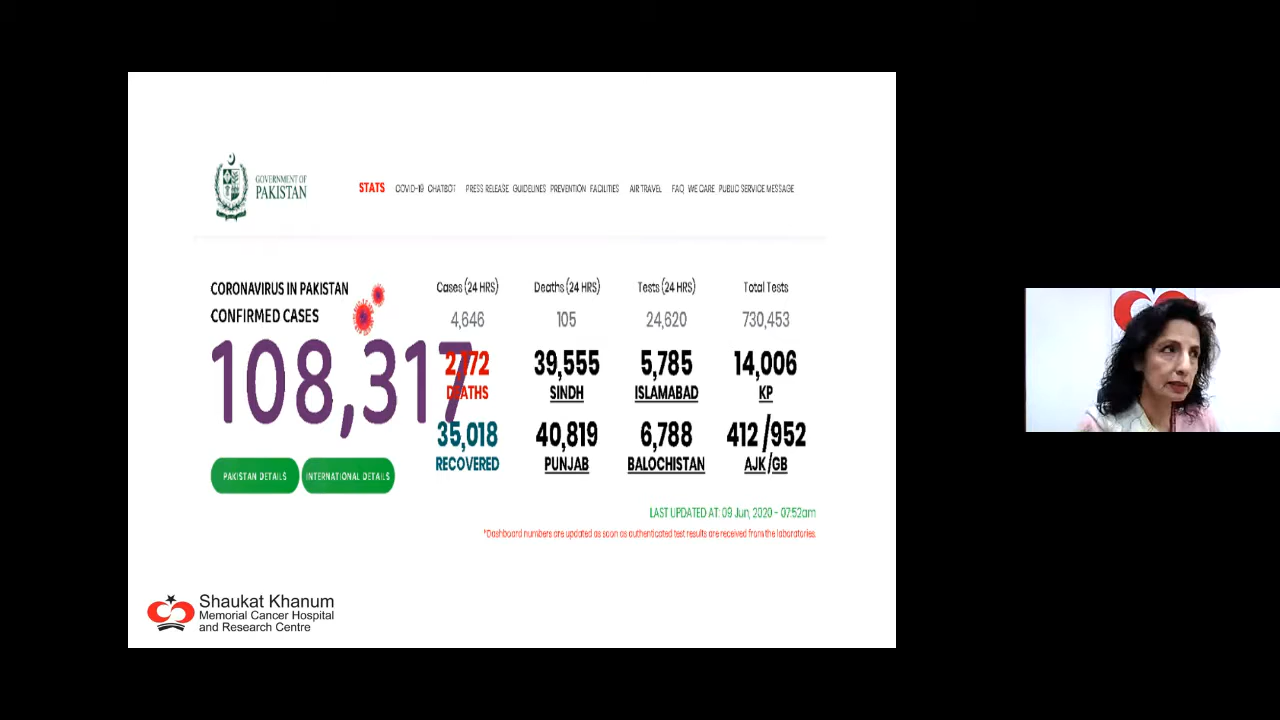 GOVERNMENT OF
PAKISTAN
STATS COVID-19 CHATBOT PRESS RELEASE GUIDELINES PREVENTION FACILITIES AIR TRAVEL FAQ WE CARE PUBLIC SERVICE MESSAGE
CORONAVIRUS IN PAKISTAN
CONFIRMED CASES
108,317
PAKISTAN DETAILS
INTERNATIONAL DETAILS
Cases (24 HRS) Deaths (24 HRS) Tests (24 HRS) Total Tests
4,646 105 24,620 730,453
2,172 39,555 5,785 14,006
DEATHS SINDH ISLAMABAD KP
35,018 40,819 6,788 412 /952
RECOVERED PUNJAB BALOCHISTAN AJK/GB
LAST UPDATED AT: 09 Jun, 2020 - 07:52am
*Dashboard numbers are updated as soon as authenticated test results are received from the laboratories.
Shaukat Khanum
Memorial Cancer Hospital
and Research Centre